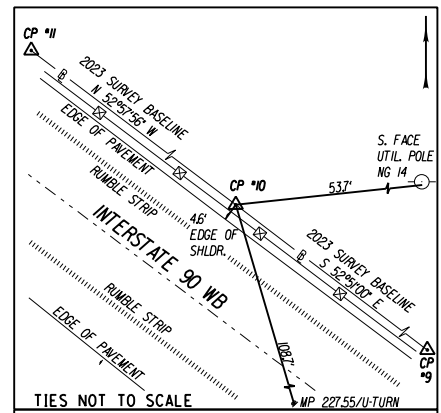 CP #11
2023 SURVEY BASELINE
N 52°57'56" W
B
EDGE OF PAVEMENT
RUMBLE STRIP
INTERSTATE 90 WB
S. FACE
UTIL. POLE
NG 14
CP #10
53.7'
4.6'
EDGE OF
SHLDR.
2023 SURVEY BASELINE
B
S 52°51'00" E
RUMBLE STRIP
EDGE OF PAVEMENT
108.7'
CP
#9
TIES NOT TO SCALE
MP 227.55/U-TURN